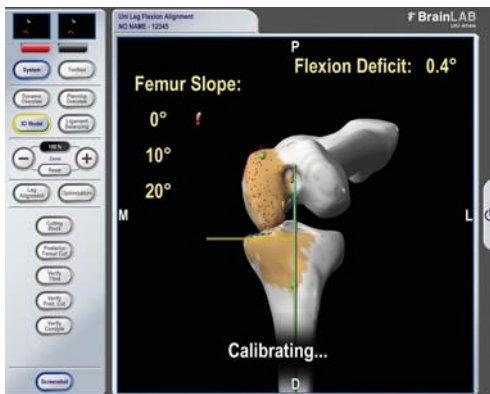 Uni Leg Flexion Alignment
NO NAME - 12345
BrainLAB
uni-knee
System
Toolbox
Dynamic
Overview
Planning
Overview
3D Model
Ligament
Balancing
100 %
Zoom
Reset
Leg
Alignment
Optimization
Cutting
Block
Posterior
Femur Cut
Verify
Tibia
Verify
Post. Cut
Verify
Condyle
Screenshot
P
Flexion Deficit: 0.4°
Femur Slope:
0° !
10°
20°
M
L
Calibrating...
D